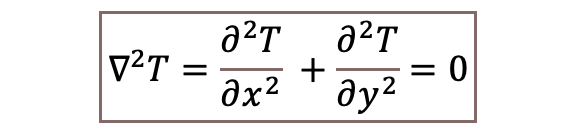 ∇²T = ∂²T/∂x² + ∂²T/∂y² = 0